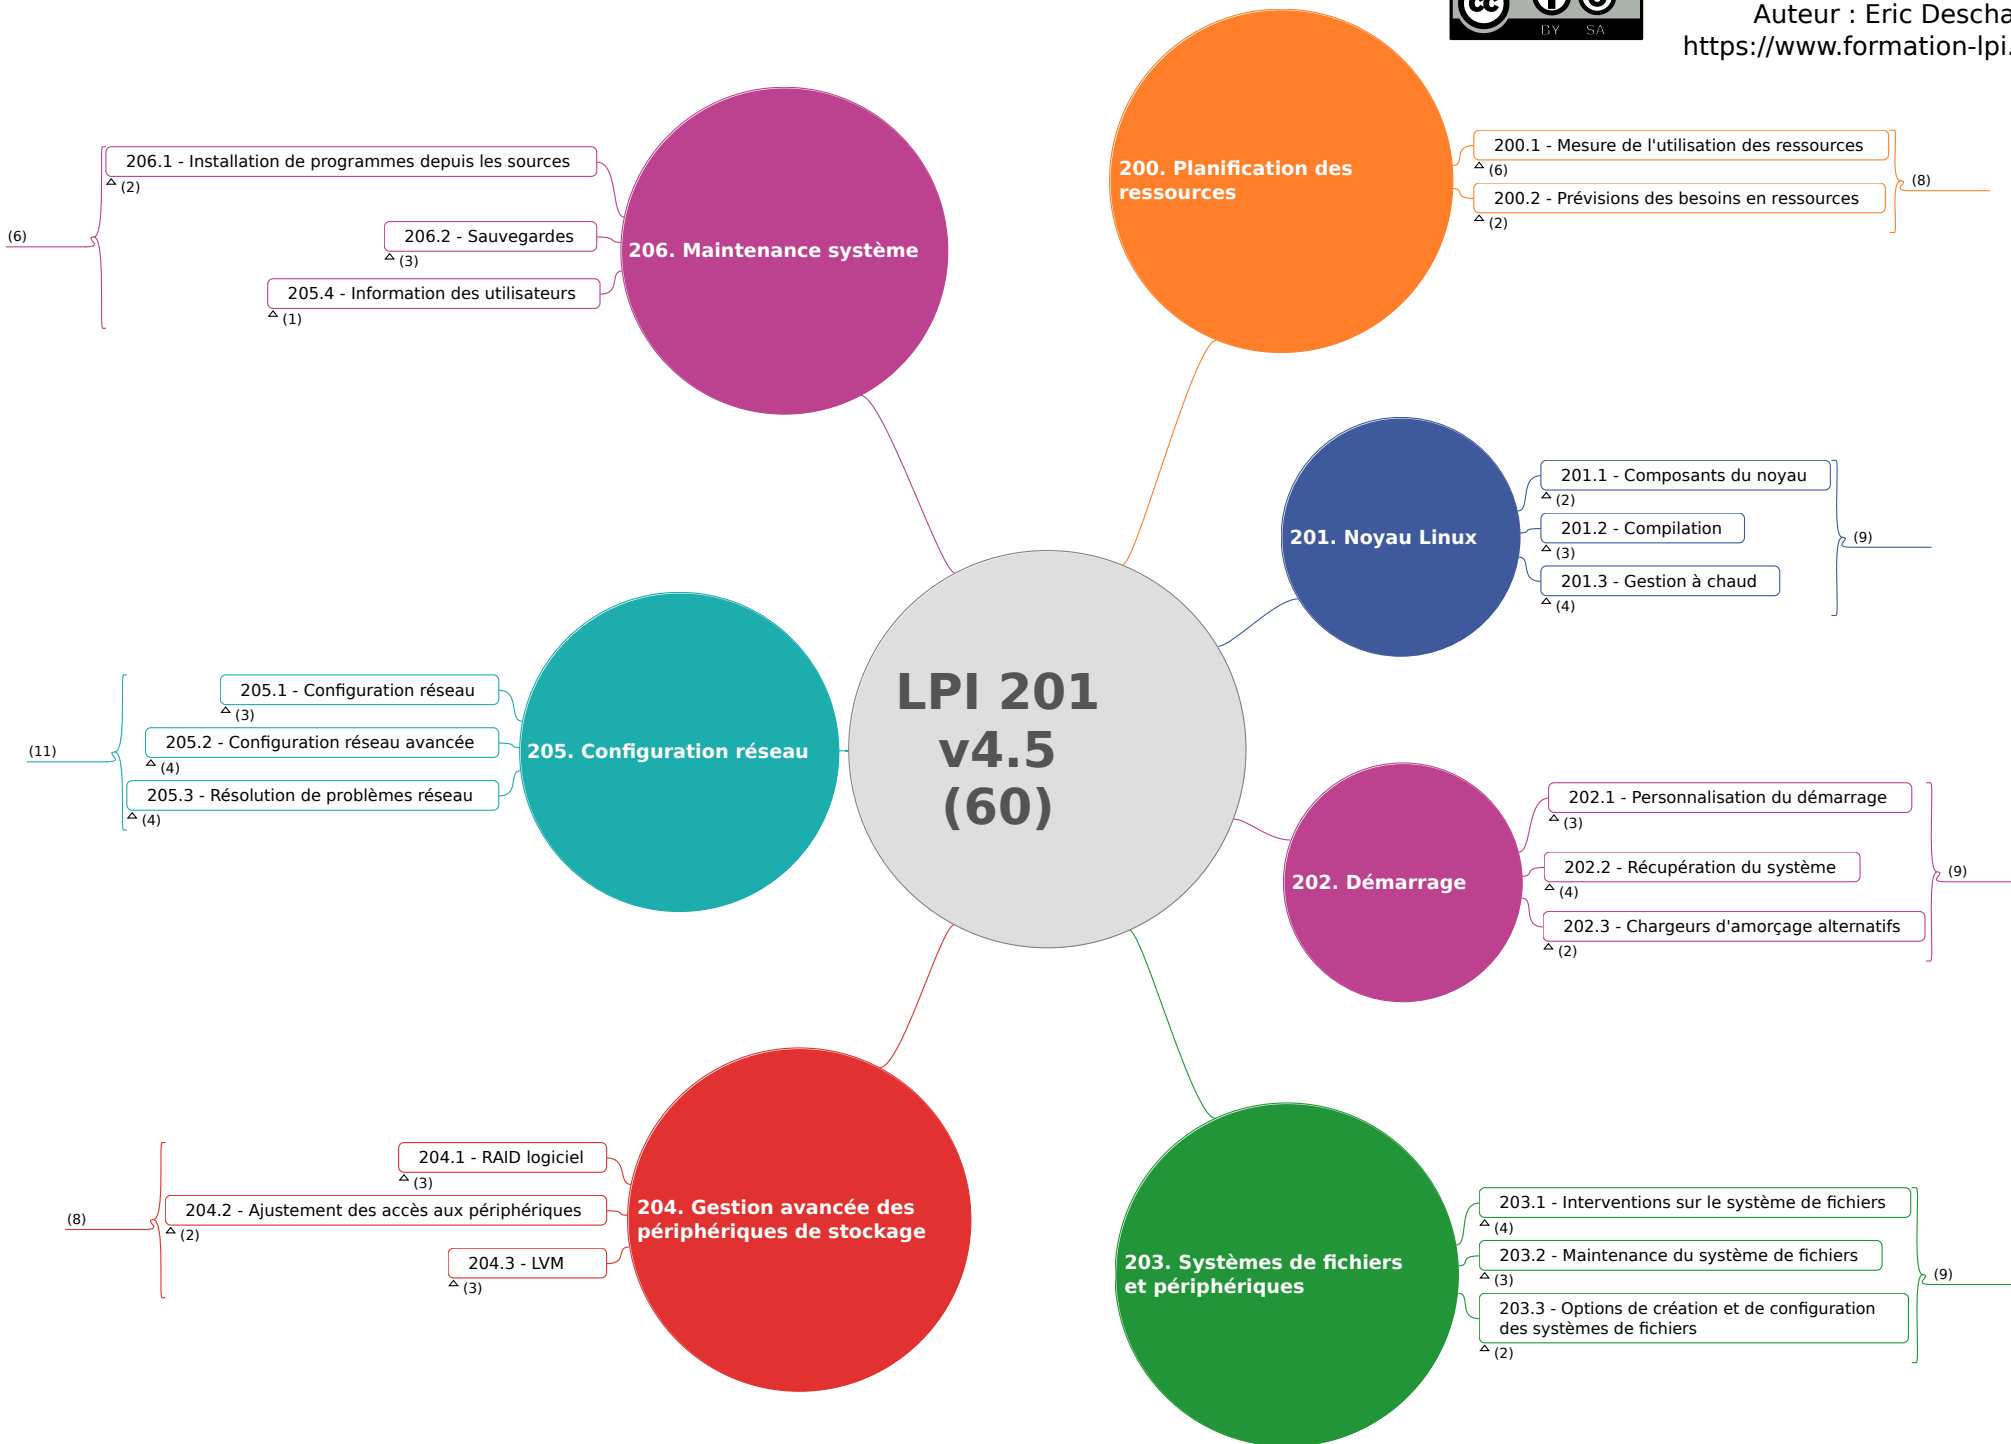 BY SA
Auteur : Eric Descha
https://www.formation-lpi.
200. Planification des
ressources
200.1 - Mesure de l'utilisation des ressources
(6)
200.2 - Prévisions des besoins en ressources
(2)
(8)
201. Noyau Linux
201.1 - Composants du noyau
(2)
201.2 - Compilation
(3)
201.3 - Gestion à chaud
(4)
(9)
202. Démarrage
202.1 - Personnalisation du démarrage
(3)
202.2 - Récupération du système
(4)
202.3 - Chargeurs d'amorçage alternatifs
(2)
(9)
203. Systèmes de fichiers
et périphériques
203.1 - Interventions sur le système de fichiers
(4)
203.2 - Maintenance du système de fichiers
(3)
203.3 - Options de création et de configuration
des systèmes de fichiers
(2)
(9)
LPI 201
v4.5
(60)
206. Maintenance système
206.1 - Installation de programmes depuis les sources
(2)
206.2 - Sauvegardes
(3)
205.4 - Information des utilisateurs
(1)
(6)
205. Configuration réseau
205.1 - Configuration réseau
(3)
205.2 - Configuration réseau avancée
(4)
205.3 - Résolution de problèmes réseau
(4)
(11)
204. Gestion avancée des
périphériques de stockage
204.1 - RAID logiciel
(3)
204.2 - Ajustement des accès aux périphériques
(2)
204.3 - LVM
(3)
(8)